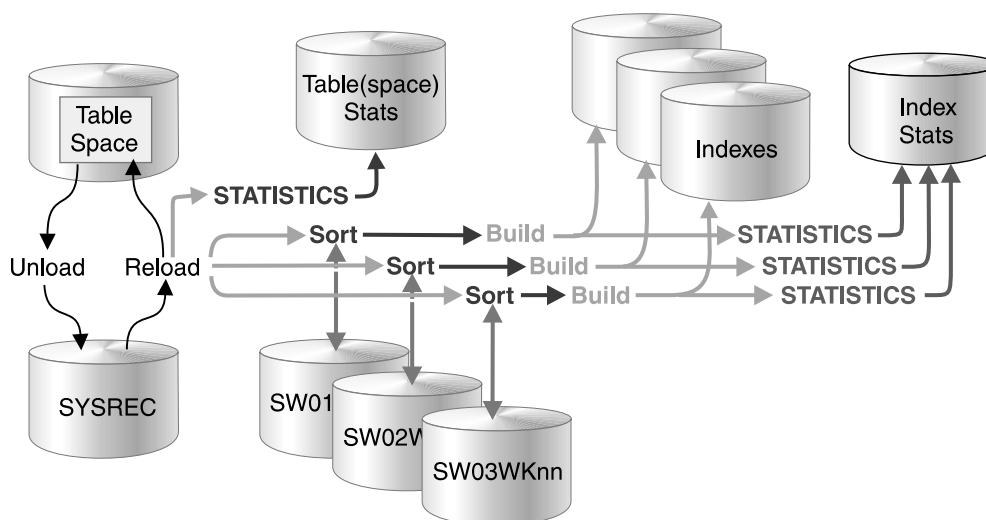 Table
Space
Table(space)
Stats
Indexes
Index
Stats
STATISTICS
Unload
Reload
Sort
Build
STATISTICS
Sort
Build
STATISTICS
Sort
Build
STATISTICS
SYSREC
SW01
SW02W
SW03WKnn